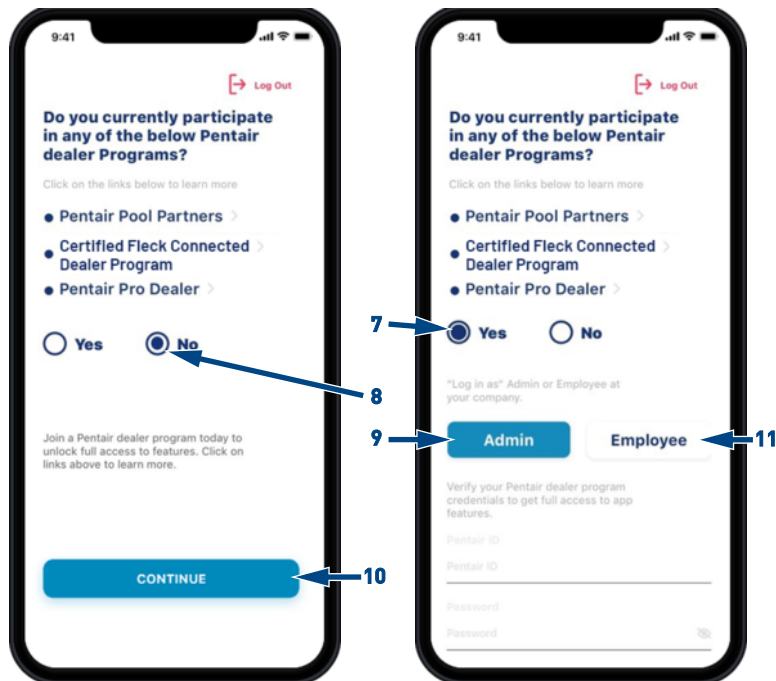 9:41
Log Out
Do you currently participate
in any of the below Pentair
dealer Programs?
Click on the links below to learn more
Pentair Pool Partners
Certified Fleck Connected
Dealer Program
Pentair Pro Dealer
Yes No
8
Join a Pentair dealer program today to
unlock full access to features. Click on
links above to learn more.
CONTINUE
10
9:41
Log Out
Do you currently participate
in any of the below Pentair
dealer Programs?
Click on the links below to learn more
Pentair Pool Partners
Certified Fleck Connected
Dealer Program
Pentair Pro Dealer
7
Yes No
"Log in as" Admin or Employee at
your company.
9
Admin Employee
11
Verify your Pentair dealer program
credentials to get full access to app
features.
Pentair ID
Pentair ID
Password
Password